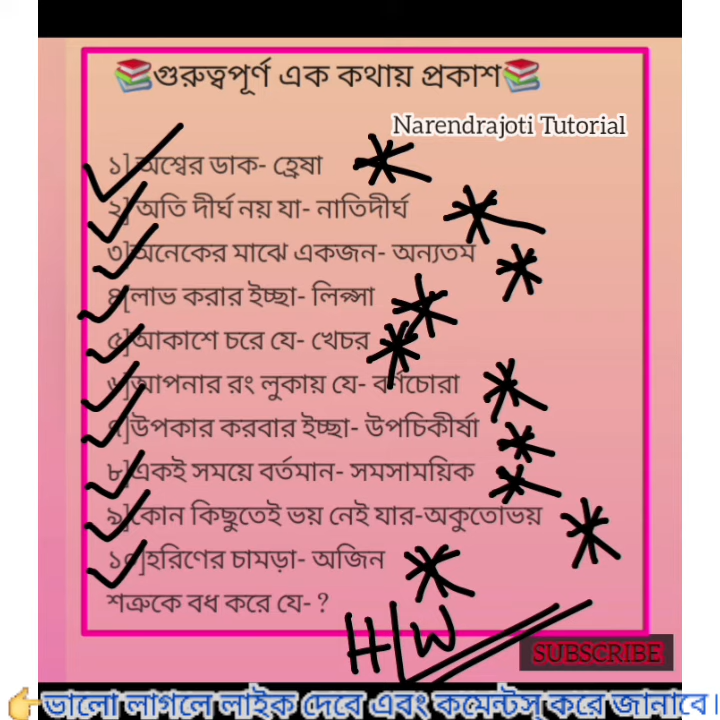 📚গুরুত্বপূর্ণ এক কথায় প্রকাশ📚
Narendrajoti Tutorial
১] অশ্বের ডাক- হ্রেষা
২] অতি দীর্ঘ নয় যা- নাতিদীর্ঘ
৩]অনেকের মাঝে একজন- অন্যতম
৪[লাভ করার ইচ্ছা- লিপ্সা
৫]আকাশে চরে যে- খেচর
৬]আপনার রং লুকায় যে- বর্ণচোরা
৭]উপকার করবার ইচ্ছা- উপচিকীর্ষা
৮]একই সময়ে বর্তমান- সমসাময়িক
৯]কোন কিছুতেই ভয় নেই যার-অকুতোভয়
১০]হরিণের চামড়া- অজিন
শত্রুকে বধ করে যে- ?
H/W
SUBSCRIBE
👉ভালো লাগলে লাইক দেবে এবং কমেন্টস্ করে জানাবে।